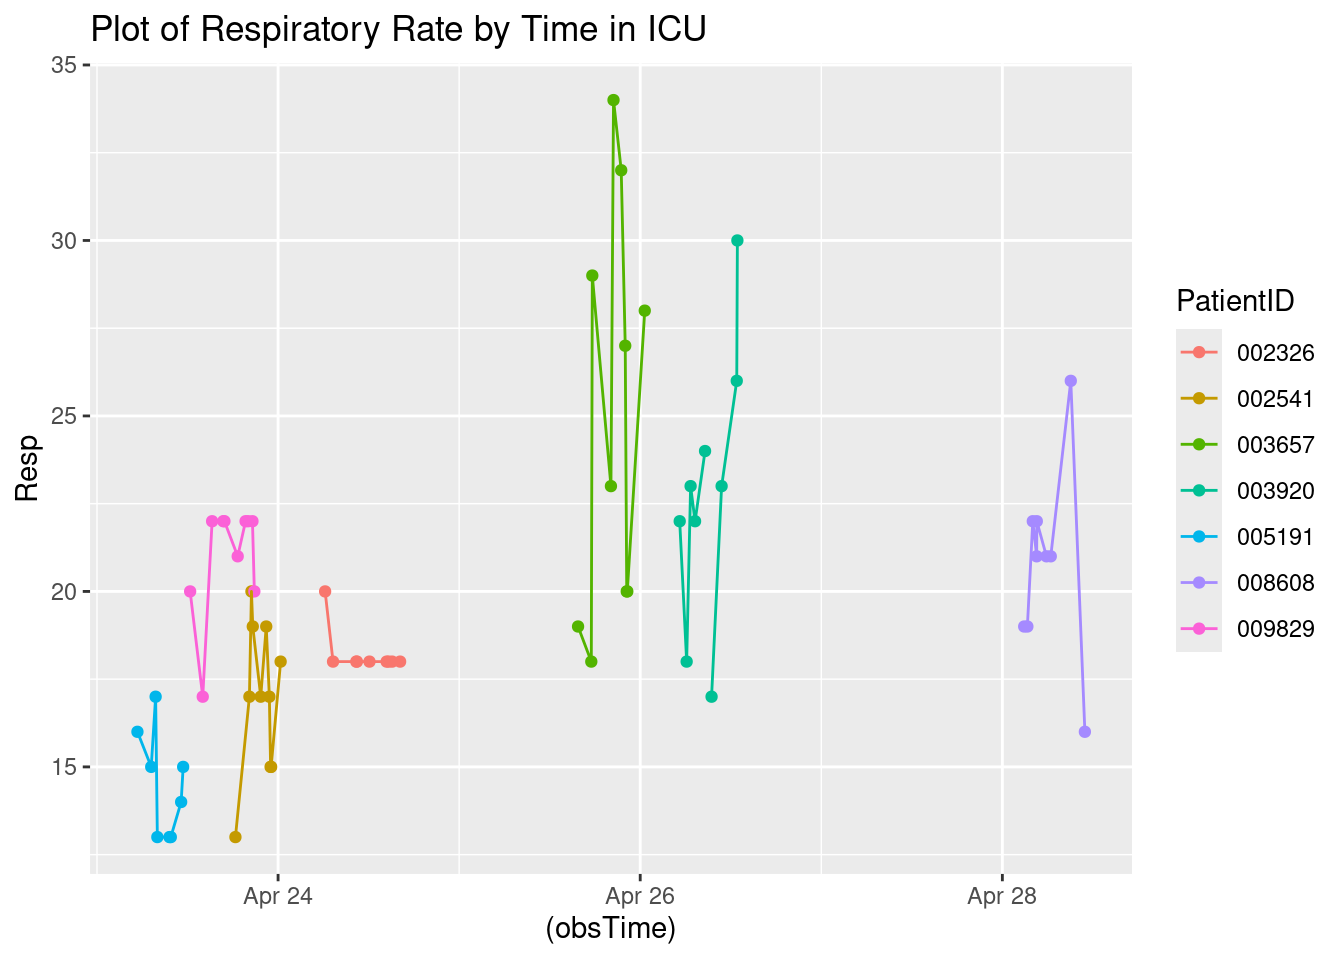 Plot of Respiratory Rate by Time in ICU
35
30
25
20
15
Resp
Apr 24
Apr 26
Apr 28
(obsTime)
PatientID
002326
002541
003657
003920
005191
008608
009829